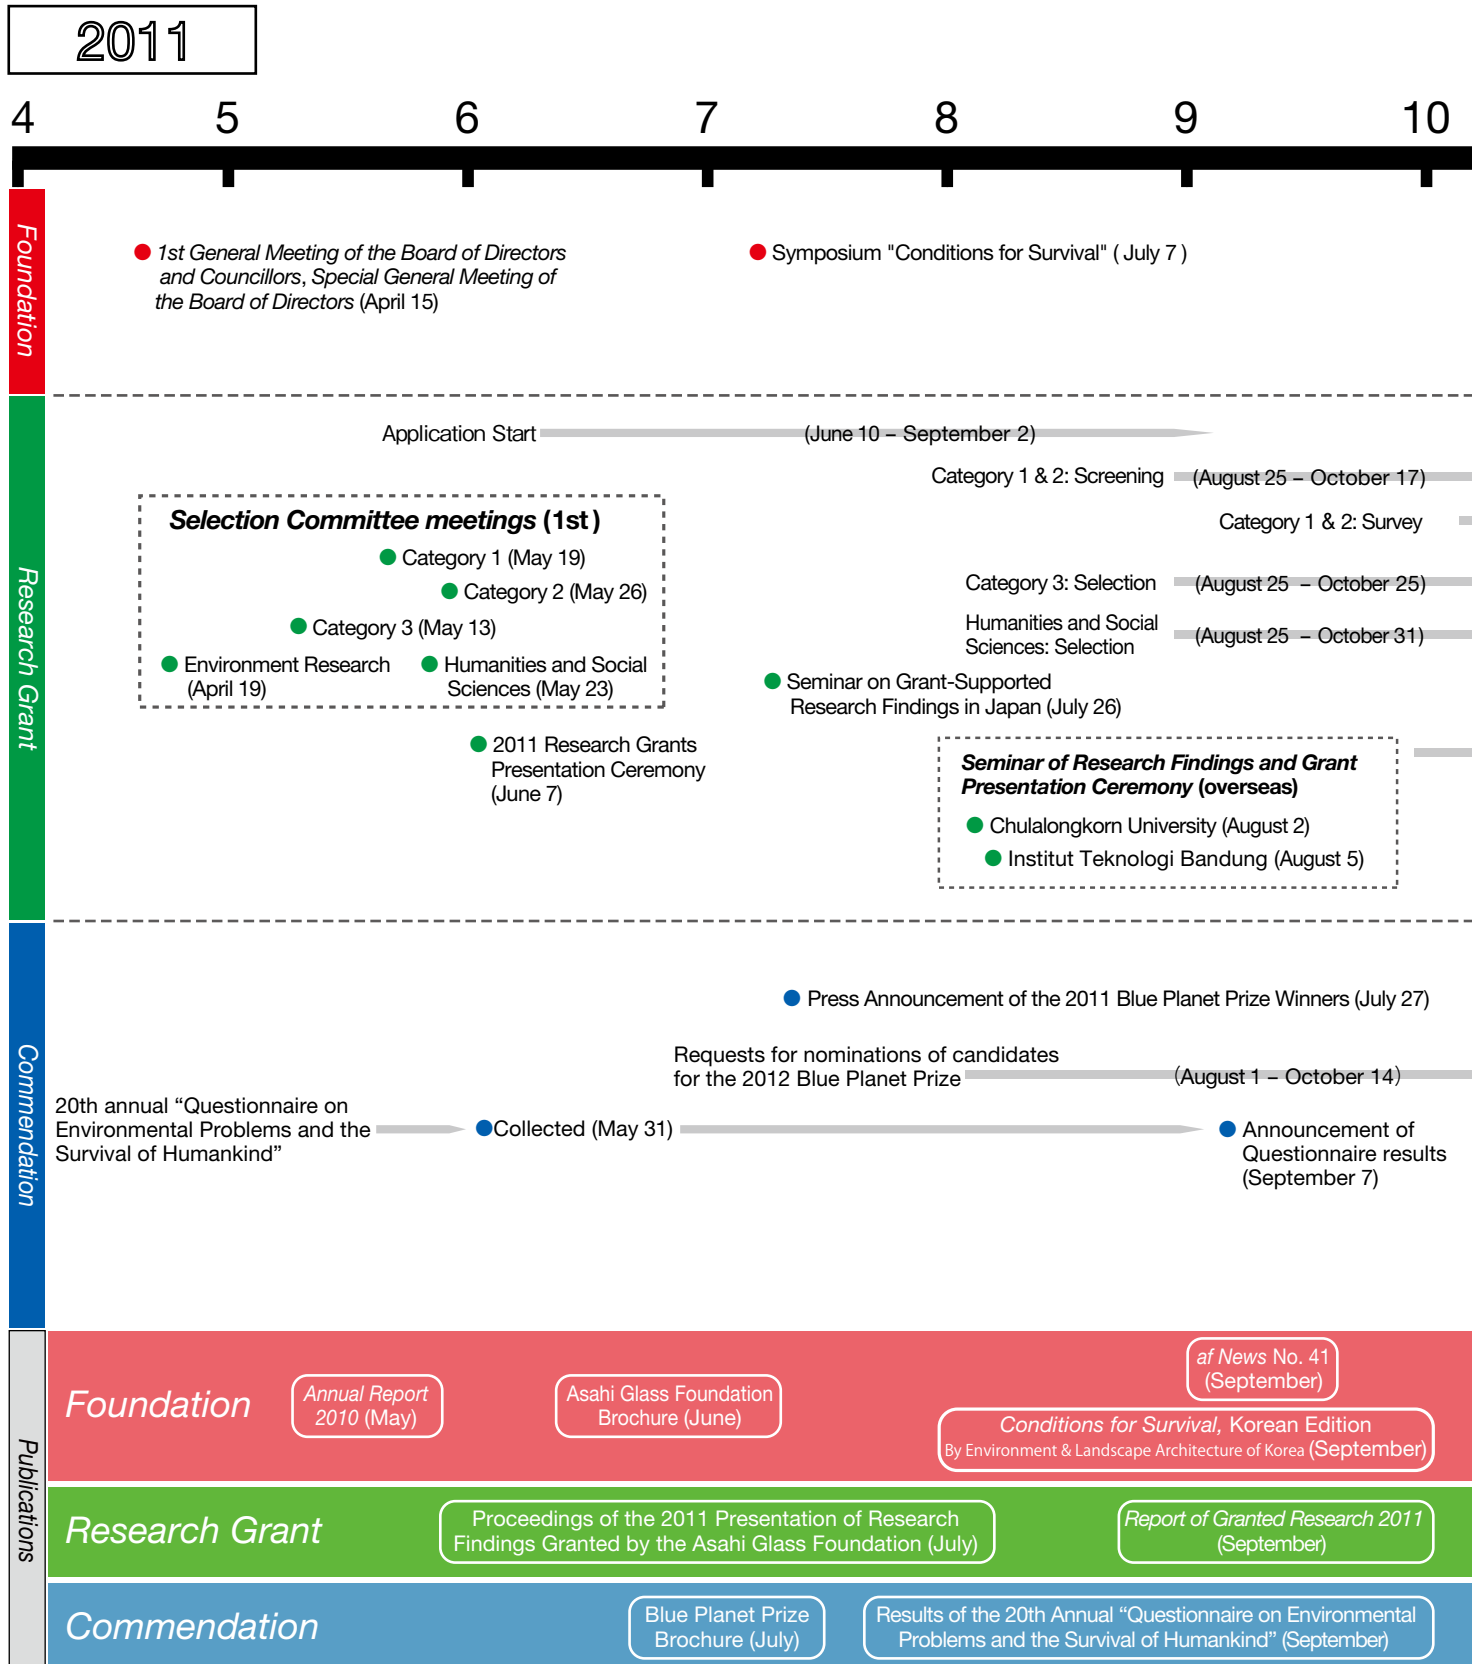 2011
4 5 6 7 8 9 10
Foundation
1st General Meeting of the Board of Directors
and Councillors, Special General Meeting of
the Board of Directors (April 15)
Symposium "Conditions for Survival" ( July 7 )
Research Grant
Application Start
(June 10 – September 2)
Category 1 & 2: Screening
(August 25 – October 17)
Category 1 & 2: Survey
Selection Committee meetings (1st )
Category 1 (May 19)
Category 2 (May 26)
Category 3 (May 13)
Environment Research
(April 19)
Humanities and Social
Sciences (May 23)
Category 3: Selection
(August 25 – October 25)
Humanities and Social
Sciences: Selection
(August 25 – October 31)
Seminar on Grant-Supported
Research Findings in Japan (July 26)
2011 Research Grants
Presentation Ceremony
(June 7)
Seminar of Research Findings and Grant
Presentation Ceremony (overseas)
Chulalongkorn University (August 2)
Institut Teknologi Bandung (August 5)
Commendation
Press Announcement of the 2011 Blue Planet Prize Winners (July 27)
Requests for nominations of candidates
for the 2012 Blue Planet Prize
(August 1 – October 14)
20th annual “Questionnaire on
Environmental Problems and the
Survival of Humankind”
Collected (May 31)
Announcement of
Questionnaire results
(September 7)
Publications
Foundation
Annual Report
2010 (May)
Asahi Glass Foundation
Brochure (June)
af News No. 41
(September)
Conditions for Survival, Korean Edition
By Environment & Landscape Architecture of Korea (September)
Research Grant
Proceedings of the 2011 Presentation of Research
Findings Granted by the Asahi Glass Foundation (July)
Report of Granted Research 2011
(September)
Commendation
Blue Planet Prize
Brochure (July)
Results of the 20th Annual “Questionnaire on Environmental
Problems and the Survival of Humankind” (September)